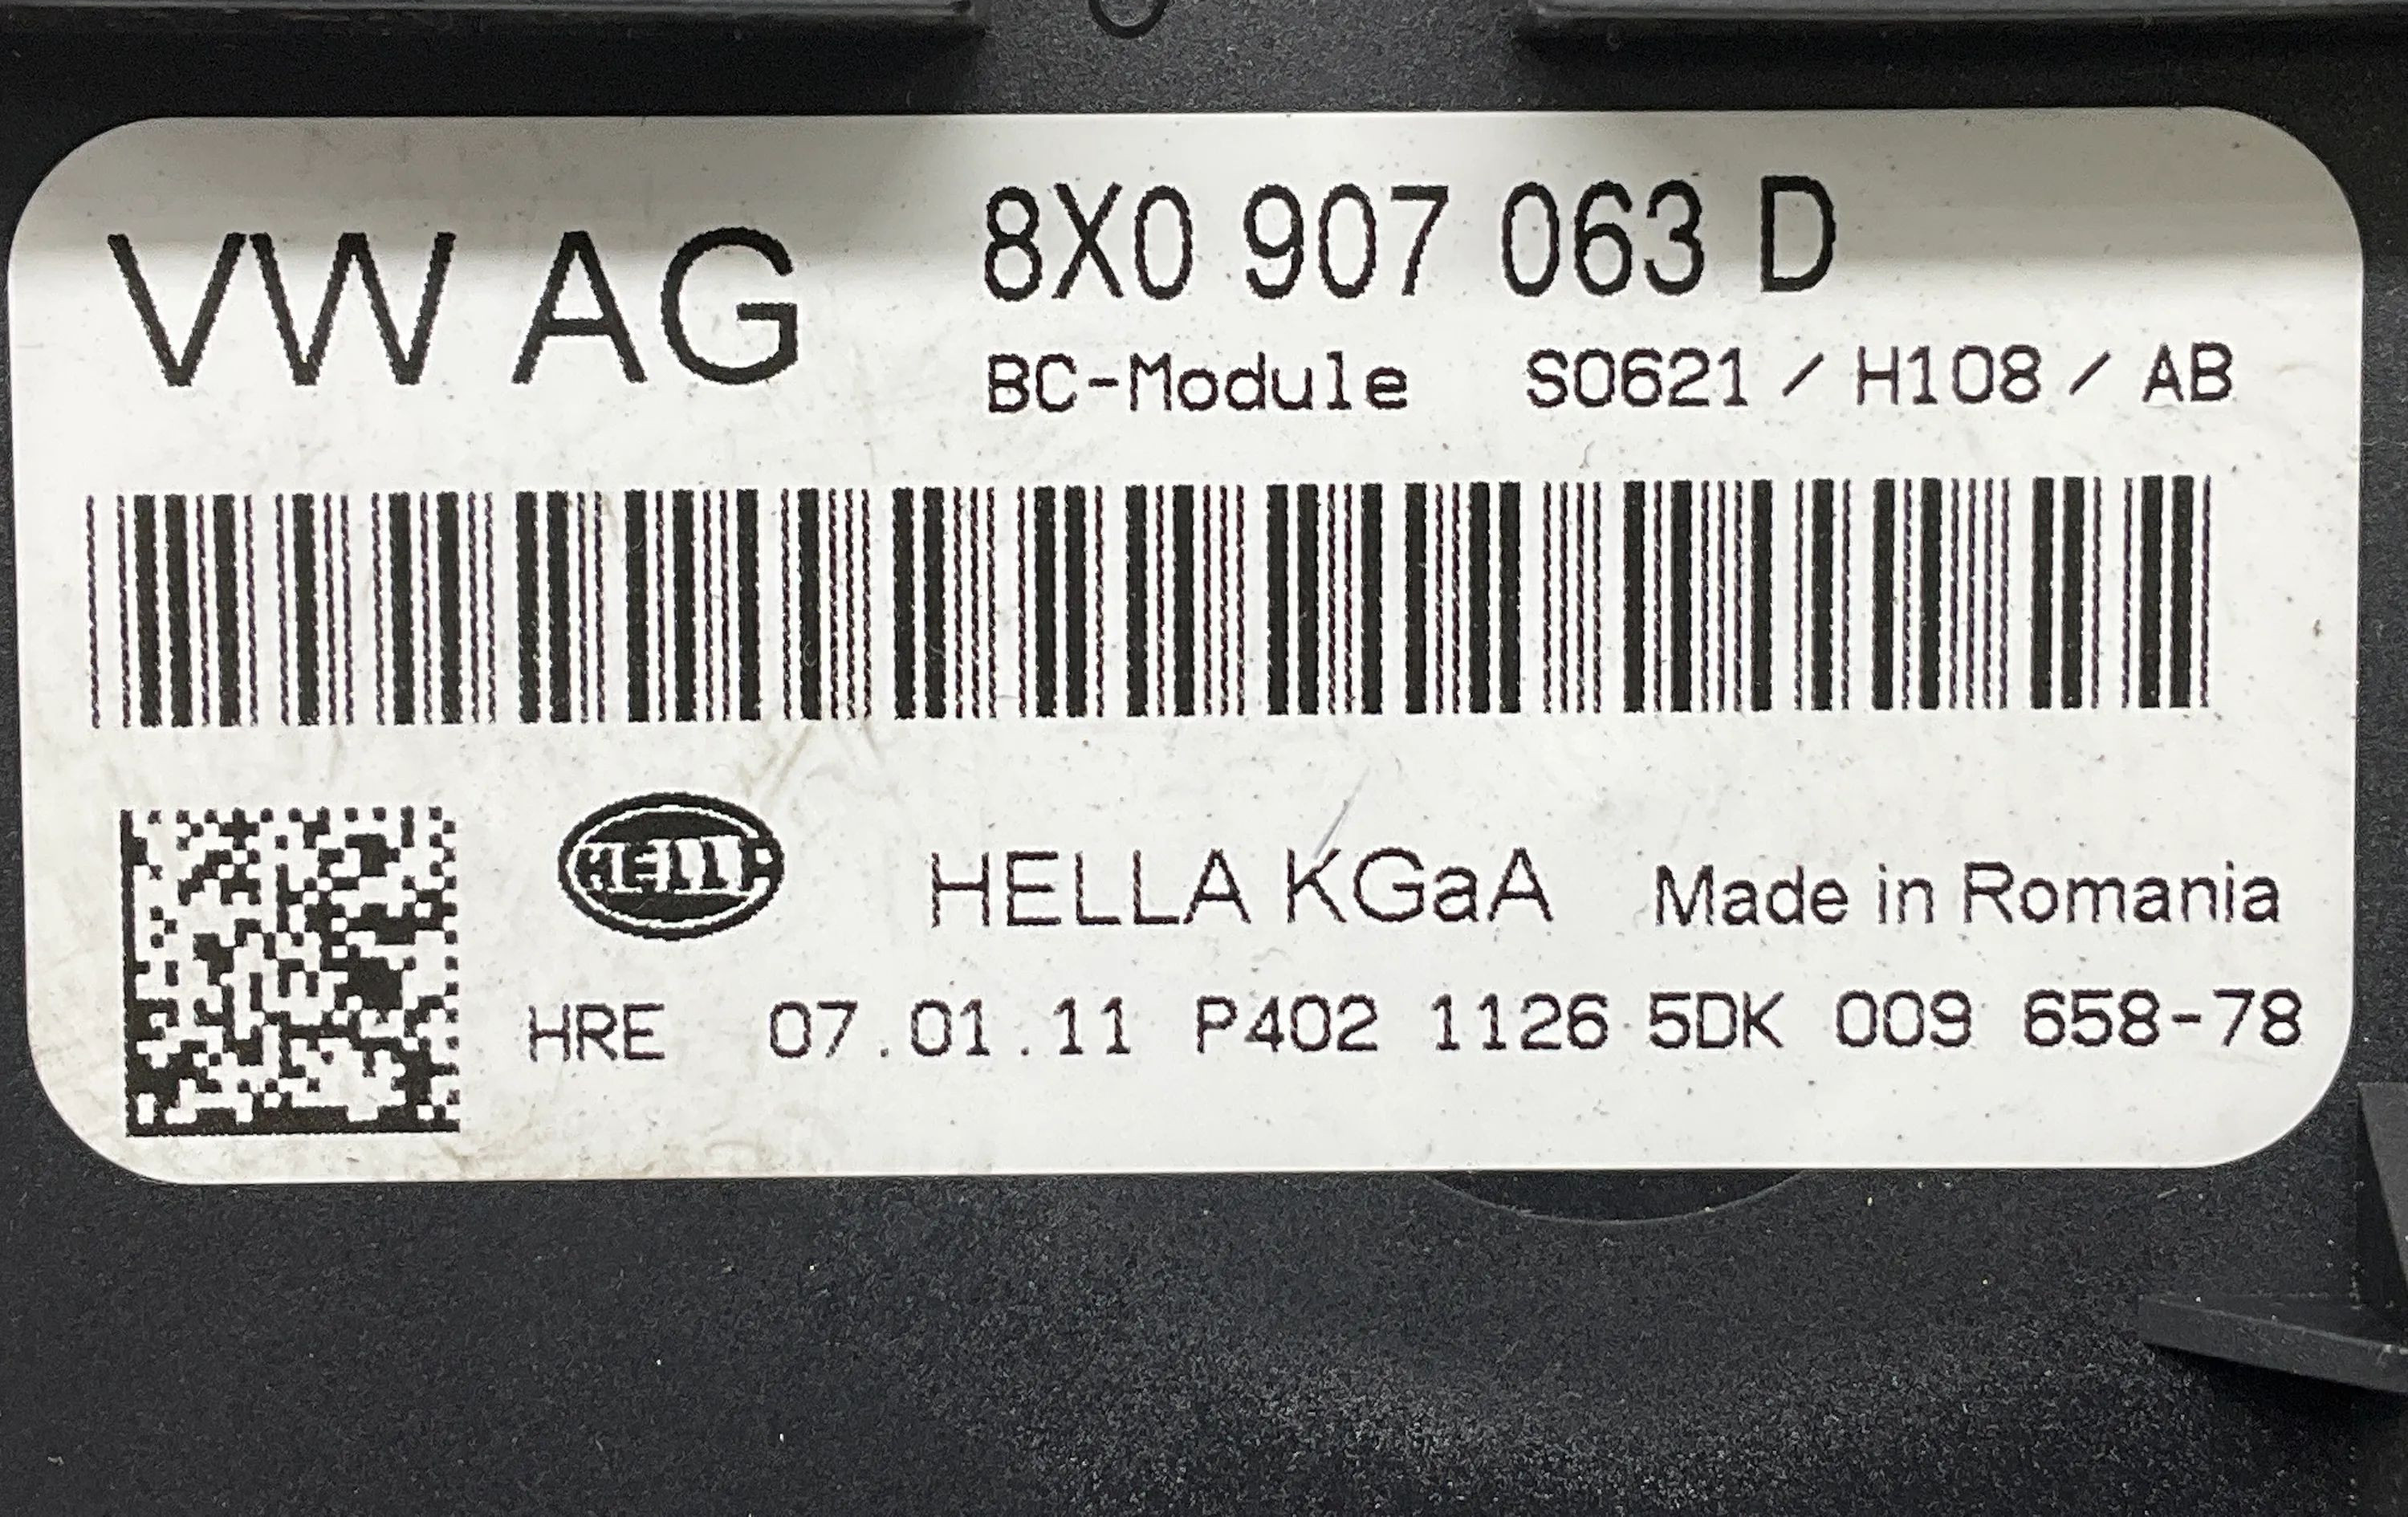 VW AG 8X0 907 063 D
BC-Module S0621 / H108 / AB
HELLA HELLA KGaA Made in Romania
HRE 07.01.11 P402 1126 5DK 009 658-78